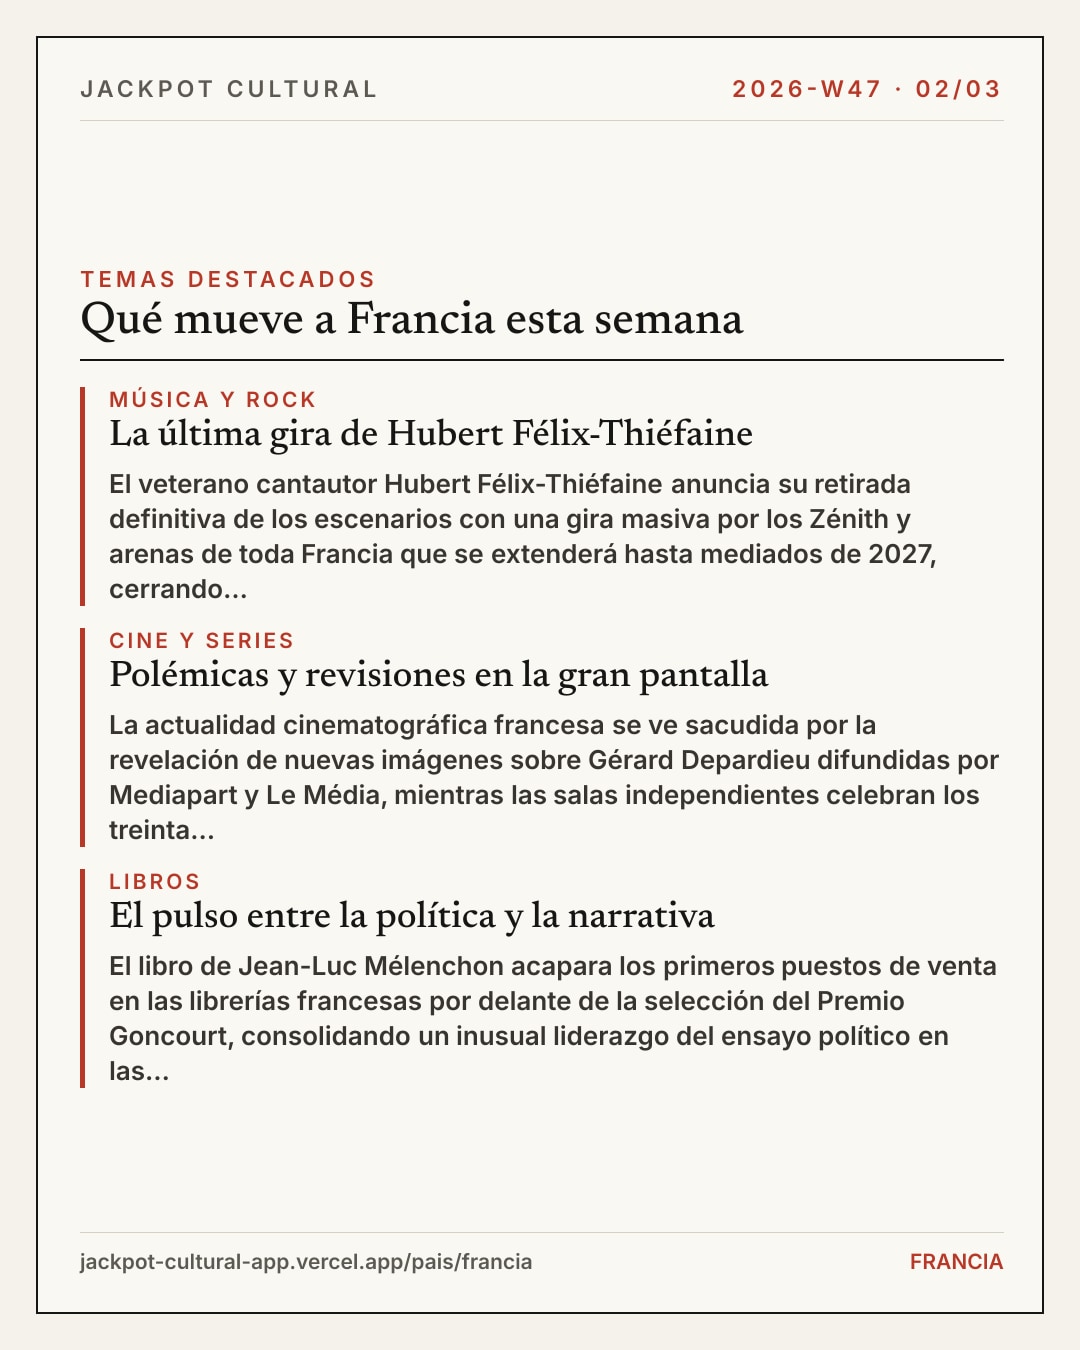 JACKPOT CULTURAL
2026-W47 · 02/03
TEMAS DESTACADOS
Qué mueve a Francia esta semana
MÚSICA Y ROCK
La última gira de Hubert Félix-Thiéfaine
El veterano cantautor Hubert Félix-Thiéfaine anuncia su retirada
definitiva de los escenarios con una gira masiva por los Zénith y
arenas de toda Francia que se extenderá hasta mediados de 2027,
cerrando...
CINE Y SERIES
Polémicas y revisiones en la gran pantalla
La actualidad cinematográfica francesa se ve sacudida por la
revelación de nuevas imágenes sobre Gérard Depardieu difundidas por
Mediapart y Le Média, mientras las salas independientes celebran los
treinta...
LIBROS
El pulso entre la política y la narrativa
El libro de Jean-Luc Mélenchon acapara los primeros puestos de venta
en las librerías francesas por delante de la selección del Premio
Goncourt, consolidando un inusual liderazgo del ensayo político en
las...
jackpot-cultural-app.vercel.app/pais/francia
FRANCIA